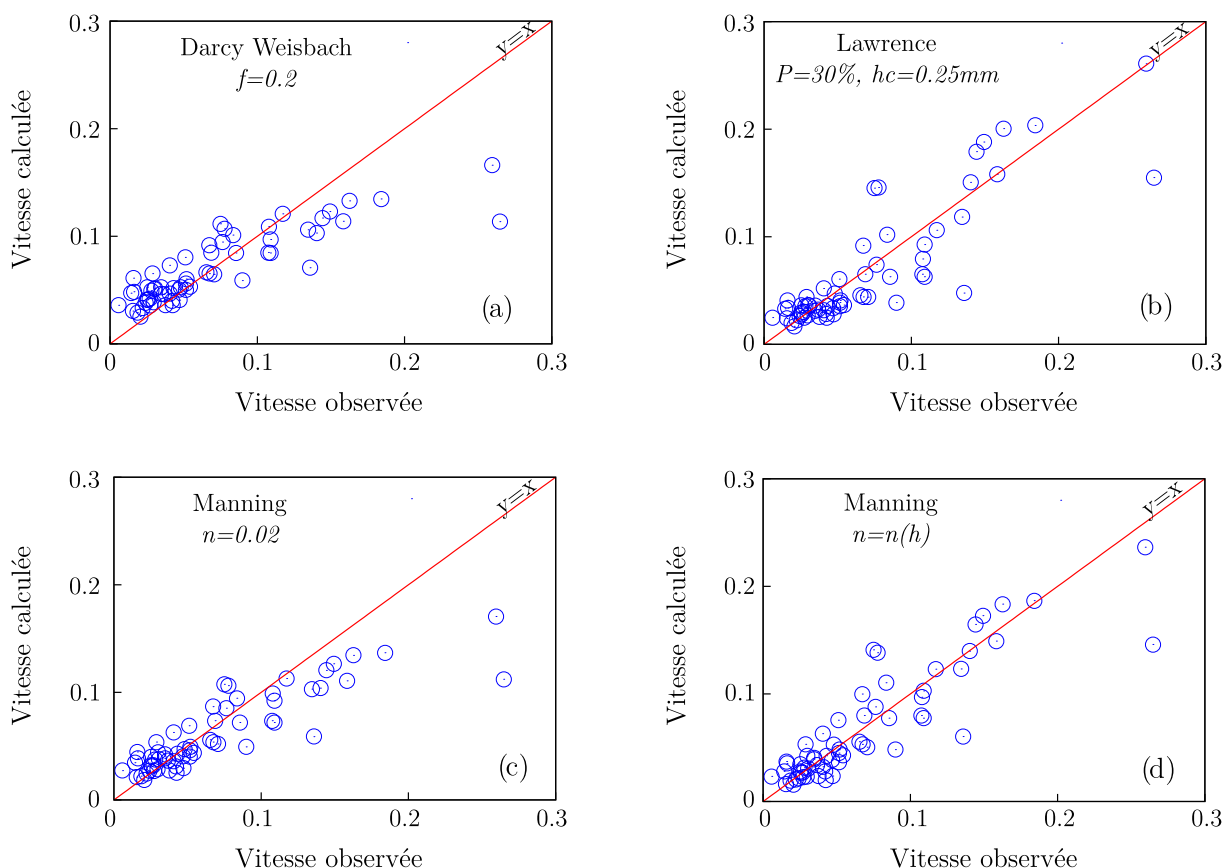 Darcy Weisbach
f=0.2
y=x
(a)
Vitesse calculée
0.3
0.2
0.1
0
0 0.1 0.2 0.3
Vitesse observée
Lawrence
P=30%, hc=0.25mm
y=x
(b)
Vitesse calculée
0.3
0.2
0.1
0
0 0.1 0.2 0.3
Vitesse observée
Manning
n=0.02
y=x
(c)
Vitesse calculée
0.3
0.2
0.1
0
0 0.1 0.2 0.3
Vitesse observée
Manning
n=n(h)
y=x
(d)
Vitesse calculée
0.3
0.2
0.1
0
0 0.1 0.2 0.3
Vitesse observée